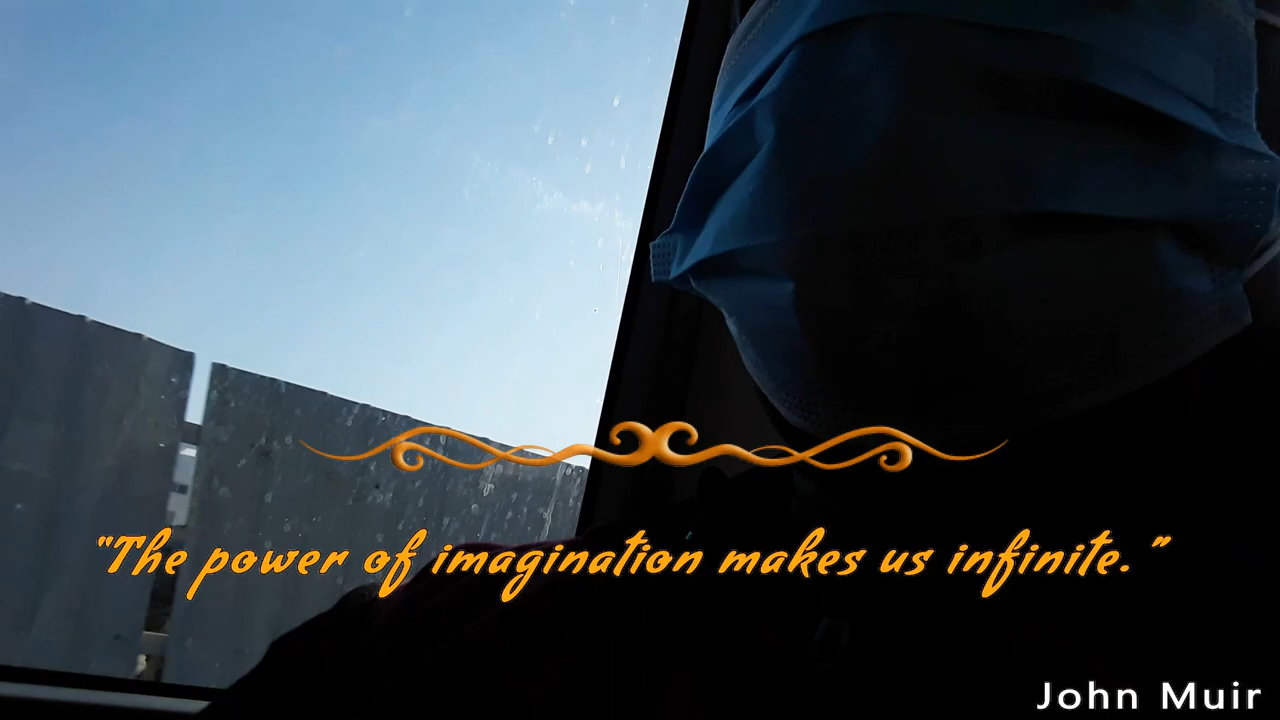 "The power of imagination makes us infinite. "
John Muir